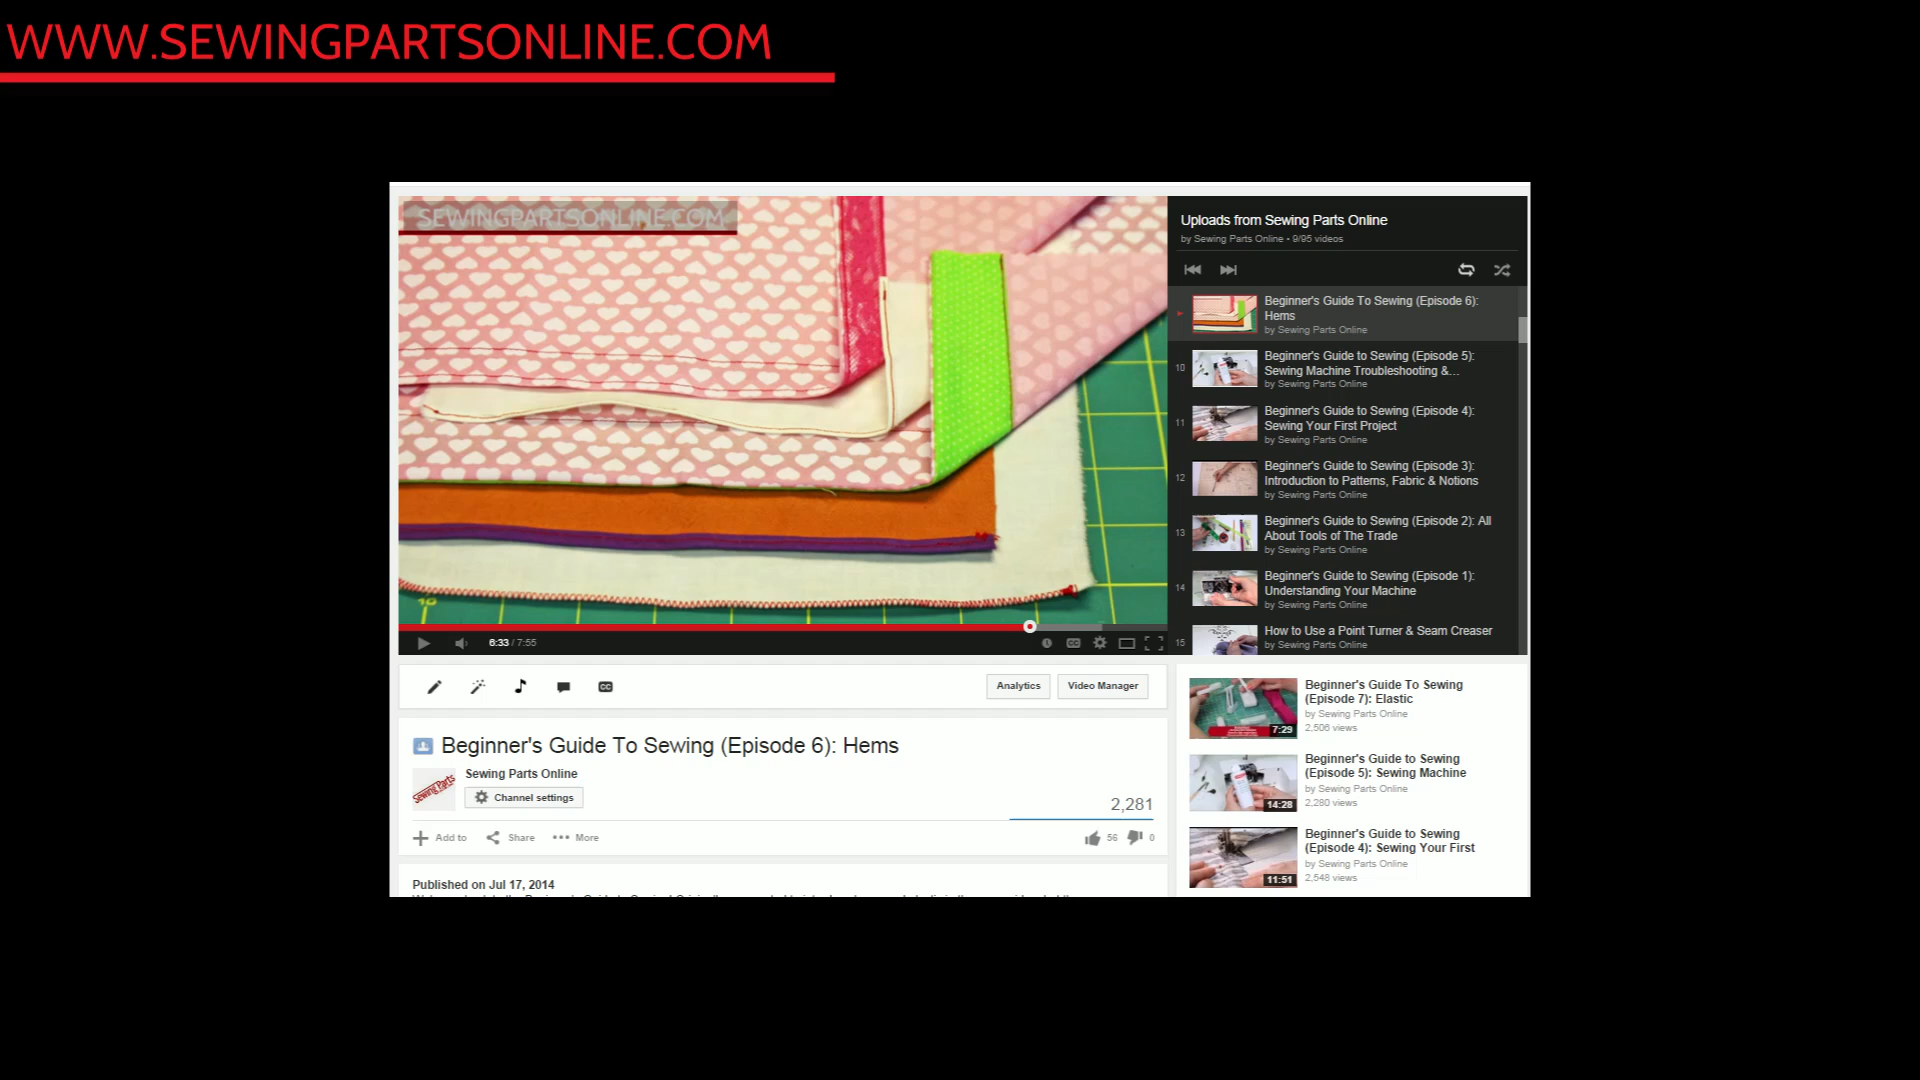 WWW.SEWINGPARTSONLINE.COM
SEWINGPARTSONLINE.COM
10
6:33 / 7:55
Uploads from Sewing Parts Online
by Sewing Parts Online • 9/95 videos
Beginner's Guide To Sewing (Episode 6):
Hems
by Sewing Parts Online
10
Beginner's Guide to Sewing (Episode 5):
Sewing Machine Troubleshooting &...
by Sewing Parts Online
11
Beginner's Guide to Sewing (Episode 4):
Sewing Your First Project
by Sewing Parts Online
12
Beginner's Guide to Sewing (Episode 3):
Introduction to Patterns, Fabric & Notions
by Sewing Parts Online
13
Beginner's Guide to Sewing (Episode 2): All
About Tools of The Trade
by Sewing Parts Online
14
Beginner's Guide to Sewing (Episode 1):
Understanding Your Machine
by Sewing Parts Online
15
How to Use a Point Turner & Seam Creaser
by Sewing Parts Online
CC
CC
Analytics
Video Manager
Beginner's Guide To Sewing (Episode 6): Hems
Sewing Parts
Sewing Parts Online
Channel settings
2,281
Add to
Share
More
56
0
Published on Jul 17, 2014
7:29
Beginner's Guide To Sewing
(Episode 7): Elastic
by Sewing Parts Online
2,506 views
14:28
Beginner's Guide to Sewing
(Episode 5): Sewing Machine
by Sewing Parts Online
2,280 views
11:51
Beginner's Guide to Sewing
(Episode 4): Sewing Your First
by Sewing Parts Online
2,548 views